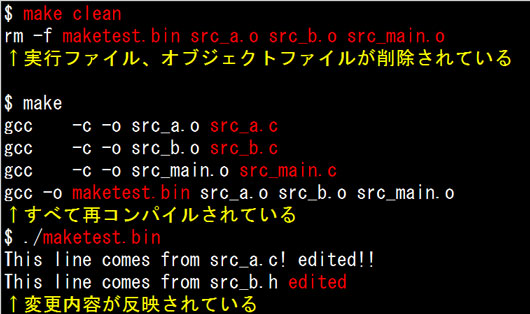 $ make clean
rm -f maketest.bin src_a.o src_b.o src_main.o
↑実行ファイル、オブジェクトファイルが削除されている
$ make
gcc    -c -o src_a.o src_a.c
gcc    -c -o src_b.o src_b.c
gcc    -c -o src_main.o src_main.c
gcc -o maketest.bin src_a.o src_b.o src_main.o
↑すべて再コンパイルされている
$ ./maketest.bin
This line comes from src_a.c! edited!!
This line comes from src_b.h edited
↑変更内容が反映されている